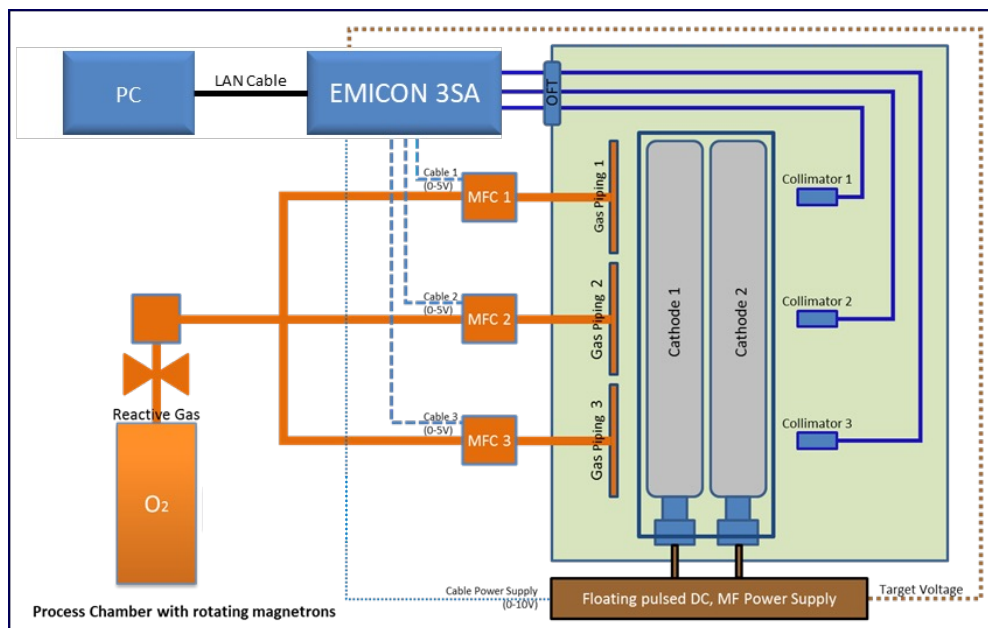 PC
LAN Cable
EMICON 3SA
OFT
Cable 1
(0-5V)
MFC 1
Gas Piping 1
Collimator 1
Cable 2
(0-5V)
MFC 2
Gas Piping 2
Cathode 1
Cathode 2
Collimator 2
Reactive Gas
Cable 3
(0-5V)
MFC 3
Gas Piping 3
Collimator 3
O2
Cable Power Supply
(0-10V)
Floating pulsed DC, MF Power Supply
Target Voltage
Process Chamber with rotating magnetrons